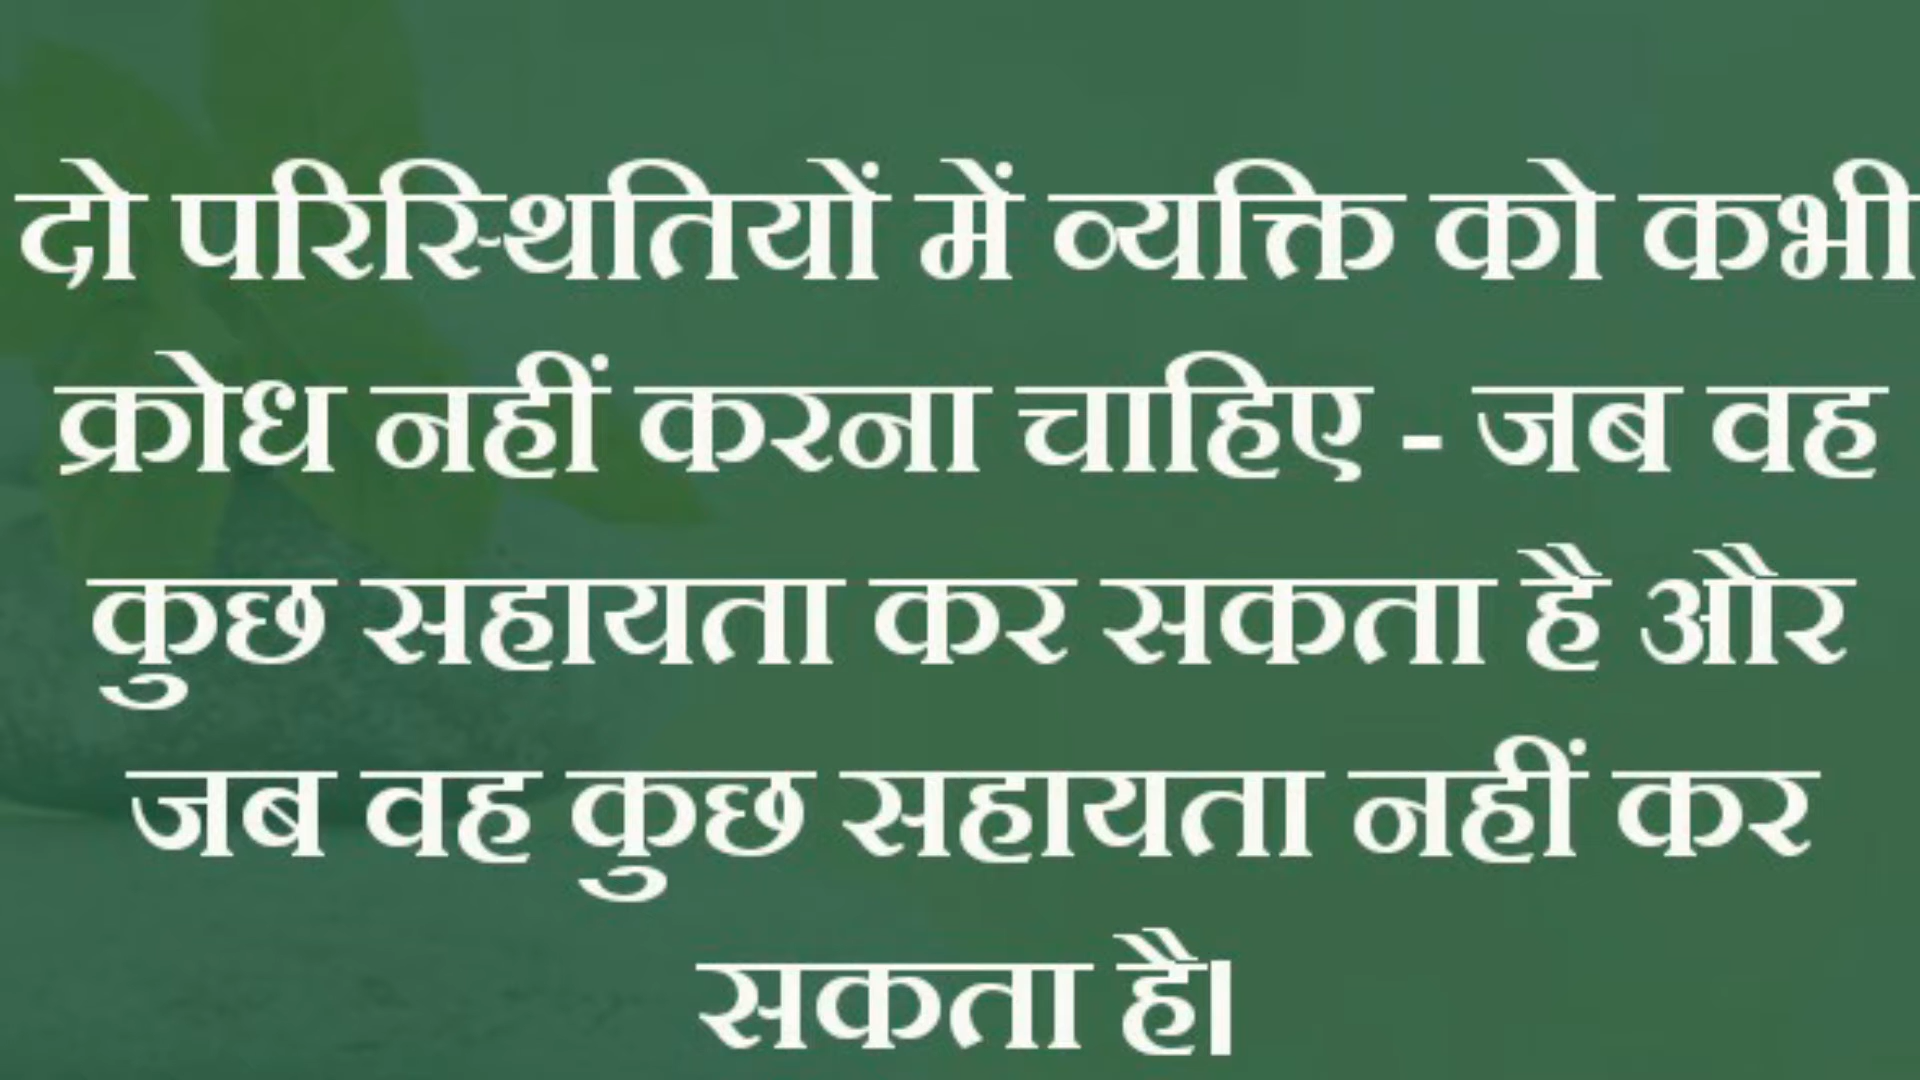 दो परिस्थितियों में व्यक्ति को कभी
क्रोध नहीं करना चाहिए - जब वह
कुछ सहायता कर सकता है और
जब वह कुछ सहायता नहीं कर
सकता है।